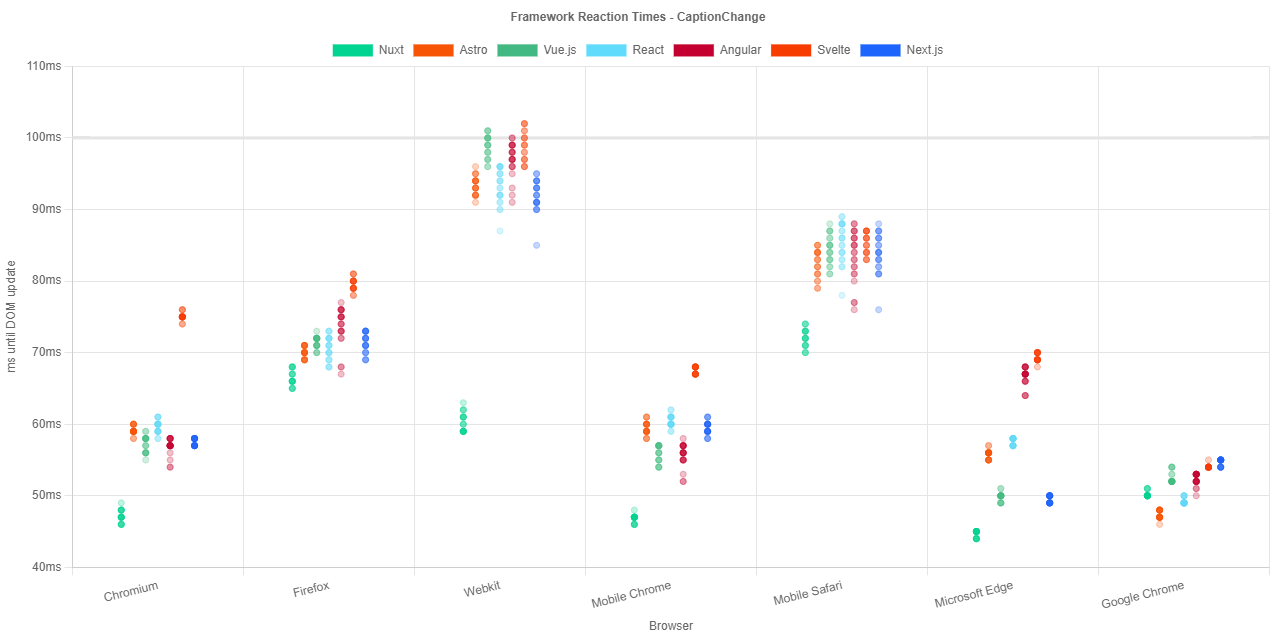 Framework Reaction Times - CaptionChange
Nuxt Astro Vue.js React Angular Svelte Next.js
110ms
100ms
90ms
80ms
70ms
60ms
50ms
40ms
ms until DOM update
Chromium Firefox Webkit Mobile Chrome Mobile Safari Microsoft Edge Google Chrome
Browser